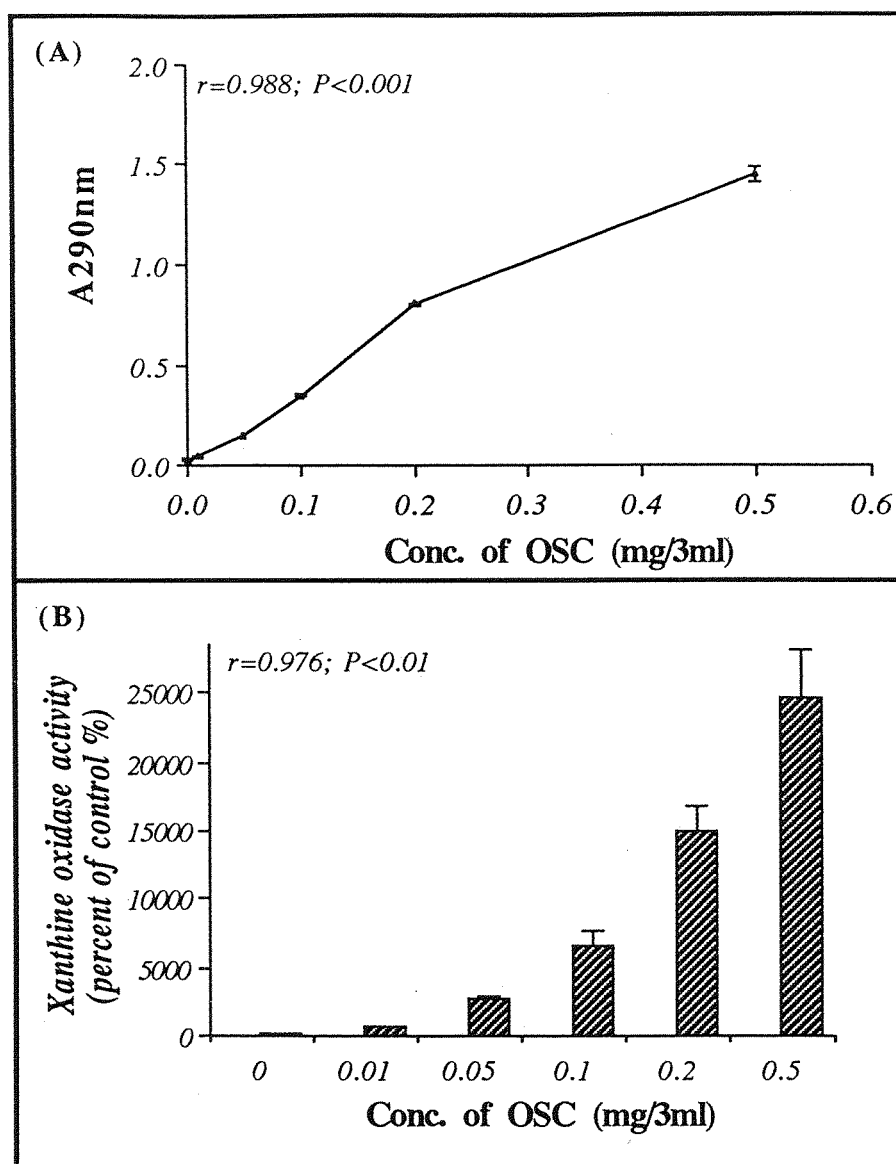 (A)
r=0.988; P<0.001
2.0
1.5
1.0
0.5
0.0
A290nm
0.0 0.1 0.2 0.3 0.4 0.5 0.6
Conc. of OSC (mg/3ml)
(B)
r=0.976; P<0.01
25000
20000
15000
10000
5000
0
Xanthine oxidase activity
(percent of control %)
0 0.01 0.05 0.1 0.2 0.5
Conc. of OSC (mg/3ml)